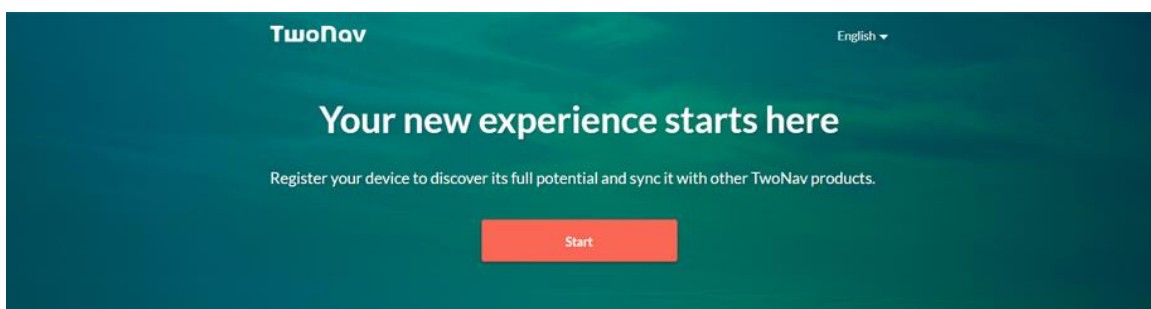 TwoNav
English
Your new experience starts here
Register your device to discover its full potential and sync it with other TwoNav products.
Start